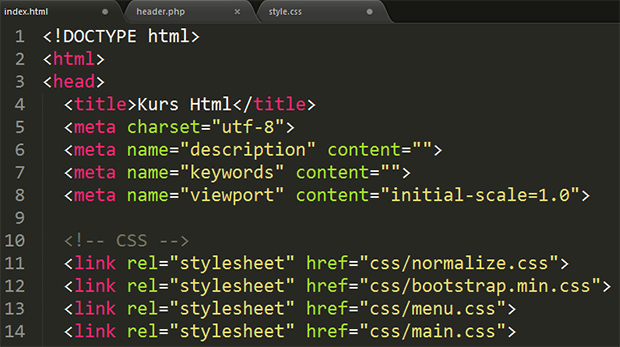 index.html header.php style.css
1 <!DOCTYPE html>
2 <html>
3 <head>
4 <title>Kurs Html</title>
5 <meta charset="utf-8">
6 <meta name="description" content="">
7 <meta name="keywords" content="">
8 <meta name="viewport" content="initial-scale=1.0">
9
10 <!-- CSS -->
11 <link rel="stylesheet" href="css/normalize.css">
12 <link rel="stylesheet" href="css/bootstrap.min.css">
13 <link rel="stylesheet" href="css/menu.css">
14 <link rel="stylesheet" href="css/main.css">